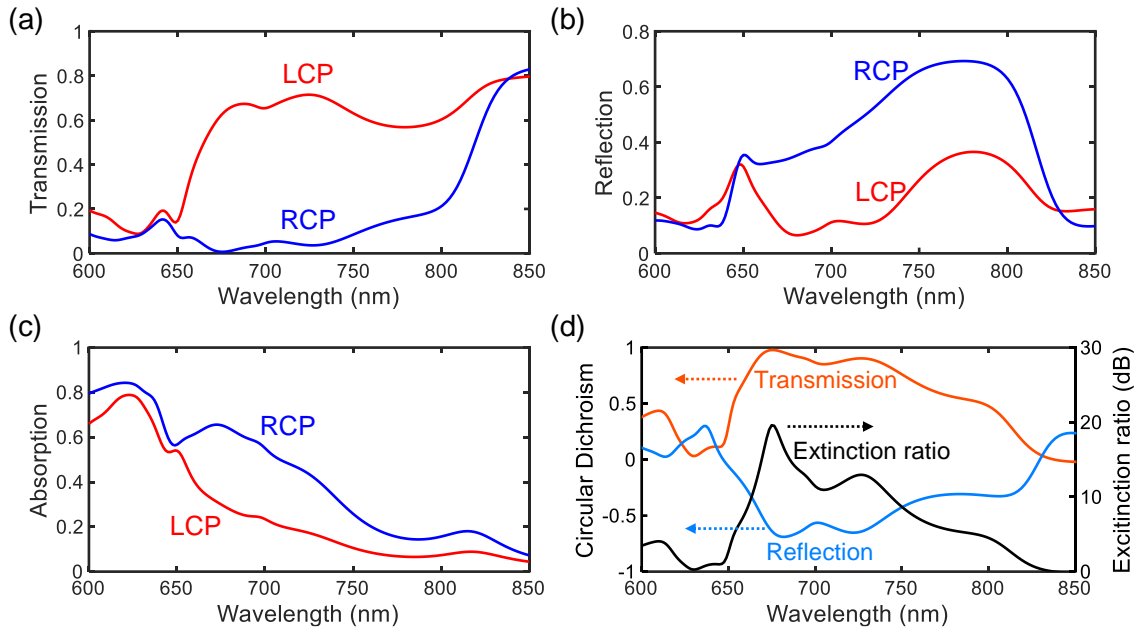 (a)
1
0.8
0.6
0.4
0.2
0
Transmission
LCP
RCP
600 650 700 750 800 850
Wavelength (nm)
(b)
0.8
0.6
0.4
0.2
0
Reflection
RCP
LCP
600 650 700 750 800 850
Wavelength (nm)
(c)
1
0.8
0.6
0.4
0.2
0
Absorption
RCP
LCP
600 650 700 750 800 850
Wavelength (nm)
(d)
1
0.5
0
-0.5
-1
Circular Dichroism
Transmission
Extinction ratio
Reflection
30
20
10
0
Excitinction ratio (dB)
600 650 700 750 800 850
Wavelength (nm)